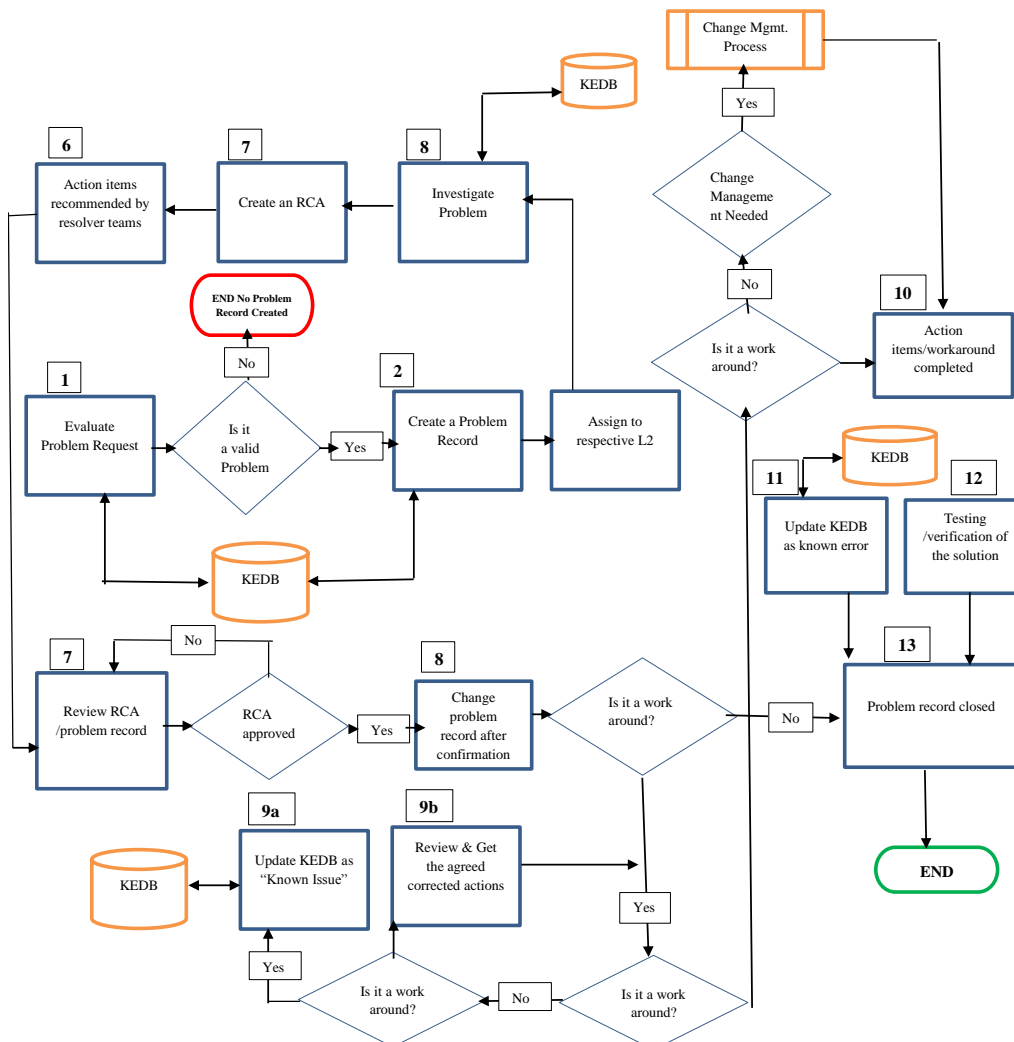 Change Mgmt.
Process
KEDB
Yes
6
7
8
Action items
recommended by
resolver teams
Create an RCA
Investigate
Problem
Change
Manageme
nt Needed
END No Problem
Record Created
No
10
No
1
2
Is it a work
around?
Action
items/workaround
completed
Evaluate
Problem Request
Is it
a valid
Problem
Yes
Create a Problem
Record
Assign to
respective L2
KEDB
11
12
Update KEDB
as known error
Testing
/verification of
the solution
KEDB
No
7
8
13
Review RCA
/problem record
RCA
approved
Yes
Change
problem
record after
confirmation
Is it a work
around?
No
Problem record closed
9a
9b
KEDB
Update KEDB as
“Known Issue”
Review & Get
the agreed
corrected actions
END
Yes
Yes
Is it a work
around?
No
Is it a work
around?